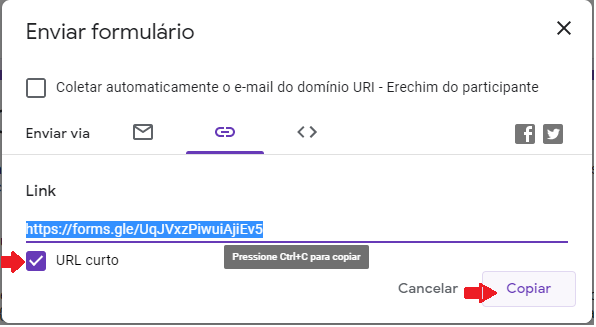 Enviar formulário
Coletar automaticamente o e-mail do domínio URI - Erechim do participante
Enviar via
Link
https://forms.gle/UqJVxzPiwuiAjiEv5
URL curto
Pressione Ctrl+C para copiar
Cancelar
Copiar